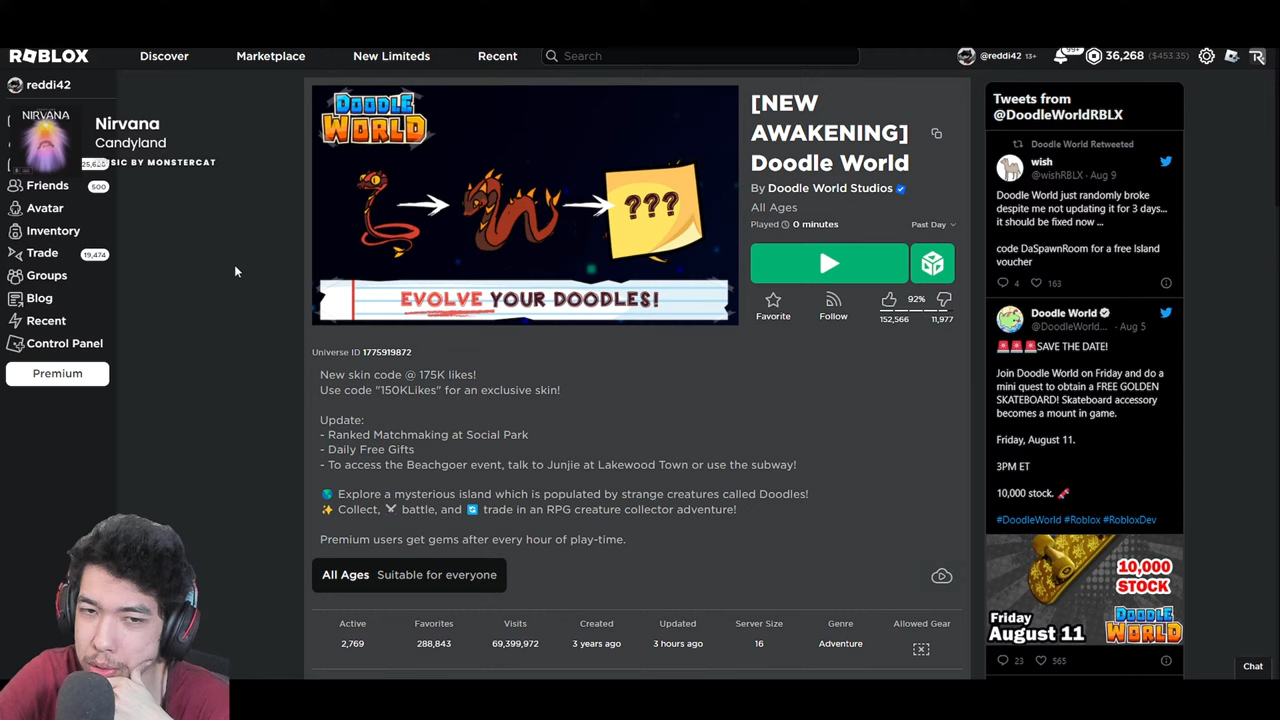 ROBLOX
Discover
Marketplace
New Limiteds
Recent
Search
@reddi42 13+
99+
36,268 ($453.35)
reddi42
NIRVANA
Nirvana
Candyland
MUSIC BY MONSTERCAT
Friends
500
Avatar
Inventory
Trade
19,474
Groups
Blog
Recent
Control Panel
Premium
DOODLE
WORLD
???
EVOLVE YOUR DOODLES!
[NEW
AWAKENING]
Doodle World
By Doodle World Studios
All Ages
Played 0 minutes
Past Day
Favorite
Follow
92%
152,566
11,977
Universe ID 1775919872
New skin code @ 175K likes!
Use code "150KLikes" for an exclusive skin!
Update:
- Ranked Matchmaking at Social Park
- Daily Free Gifts
- To access the Beachgoer event, talk to Junjie at Lakewood Town or use the subway!
🌎 Explore a mysterious island which is populated by strange creatures called Doodles!
✨ Collect, ⚔ battle, and 🔄 trade in an RPG creature collector adventure!
Premium users get gems after every hour of play-time.
All Ages Suitable for everyone
Active
Favorites
Visits
Created
Updated
Server Size
Genre
Allowed Gear
2,769
288,843
69,399,972
3 years ago
3 hours ago
16
Adventure
Tweets from
@DoodleWorldRBLX
Doodle World Retweeted
wish
@wishRBLX · Aug 9
Doodle World just randomly broke
despite me not updating it for 3 days...
it should be fixed now ...
code DaSpawnRoom for a free Island
voucher
4
163
Doodle World
@DoodleWorld... · Aug 5
🚨🚨🚨SAVE THE DATE!
Join Doodle World on Friday and do a
mini quest to obtain a FREE GOLDEN
SKATEBOARD! Skateboard accessory
becomes a mount in game.
Friday, August 11.
3PM ET
10,000 stock. 🧨
#DoodleWorld #Roblox #RobloxDev
10,000
STOCK
Friday
August 11
DOODLE
WORLD
23
565
Chat